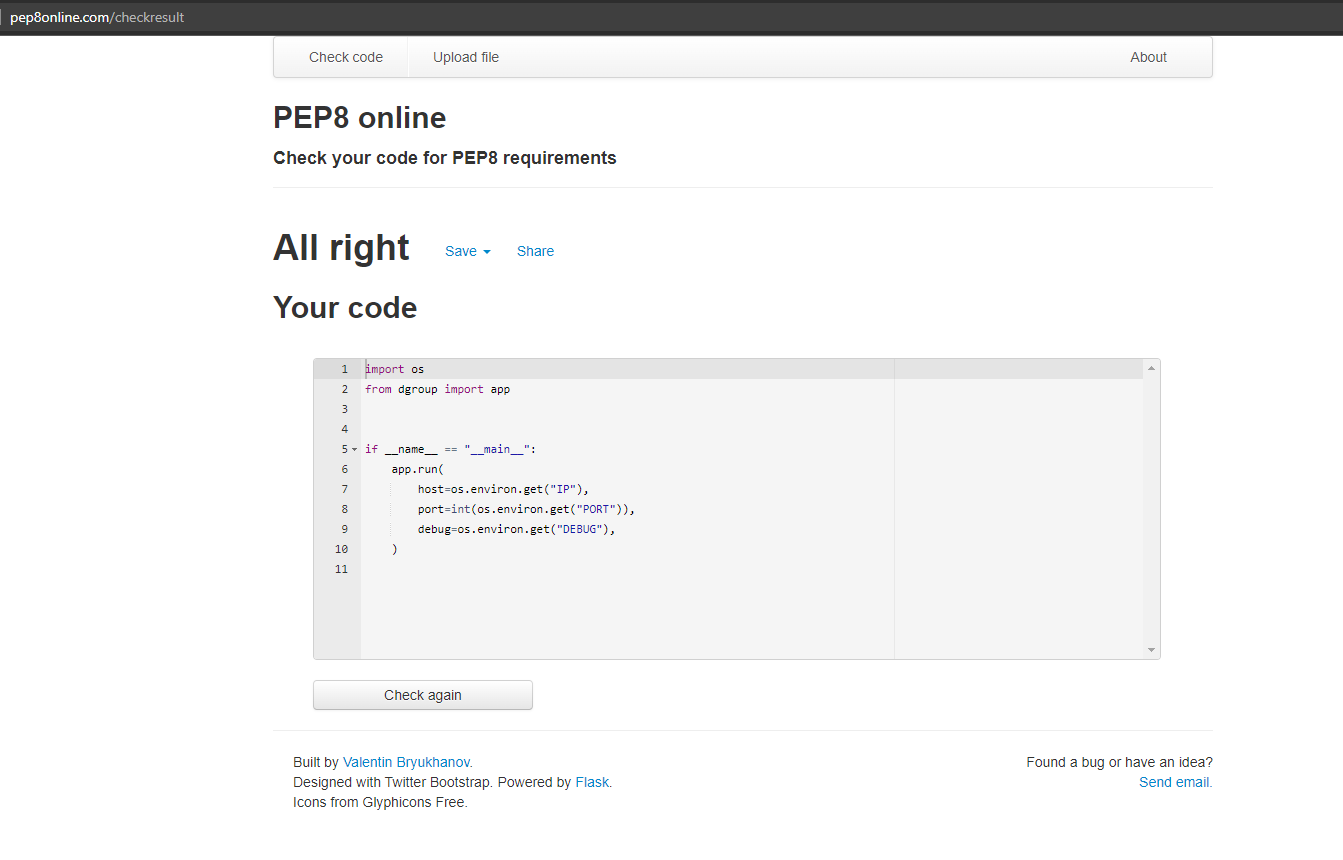 pep8online.com/checkresult
Check code Upload file About
PEP8 online
Check your code for PEP8 requirements
All right Save Share
Your code
1 import os
2 from dgroup import app
3
4
5 if __name__ == "__main__":
6     app.run(
7         host=os.environ.get("IP"),
8         port=int(os.environ.get("PORT")),
9         debug=os.environ.get("DEBUG"),
10     )
11
Check again
Built by Valentin Bryukhanov. Found a bug or have an idea?
Designed with Twitter Bootstrap. Powered by Flask. Send email.
Icons from Glyphicons Free.